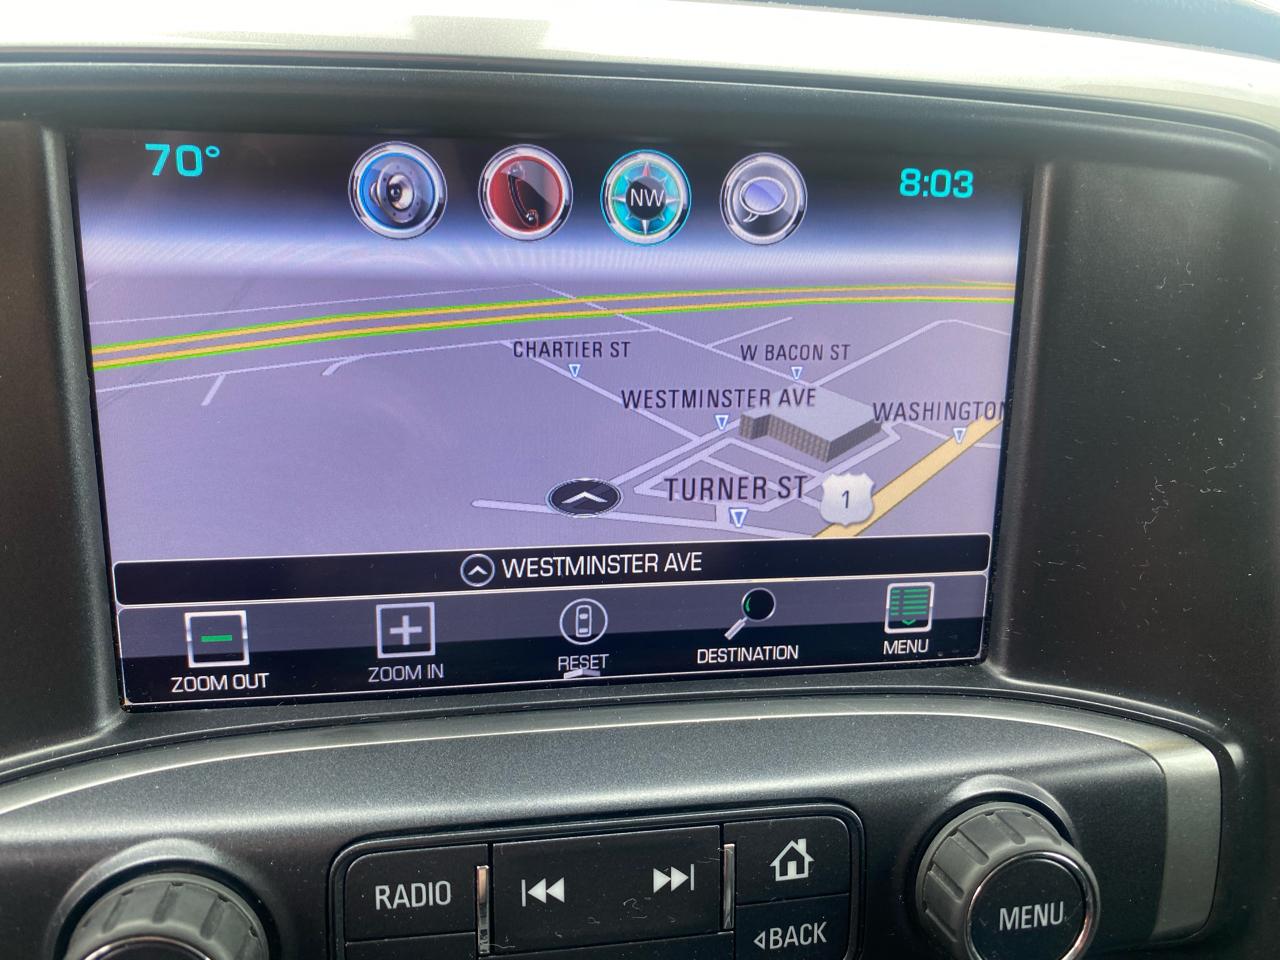 70°
NW
8:03
CHARTIER ST
W BACON ST
WESTMINSTER AVE
WASHINGTON
TURNER ST
1
WESTMINSTER AVE
ZOOM OUT
ZOOM IN
RESET
DESTINATION
MENU
RADIO
BACK
MENU